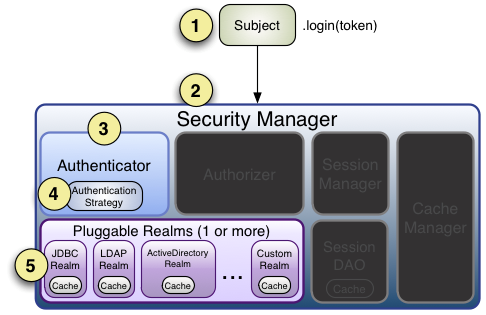 1
Subject
.login(token)
2
Security Manager
3
Authenticator
4
Authentication
Strategy
Authorizer
Session
Manager
Cache
Manager
Session
DAO
Cache
Pluggable Realms (1 or more)
5
JDBC
Realm
Cache
LDAP
Realm
Cache
ActiveDirectory
Realm
Cache
...
Custom
Realm
Cache